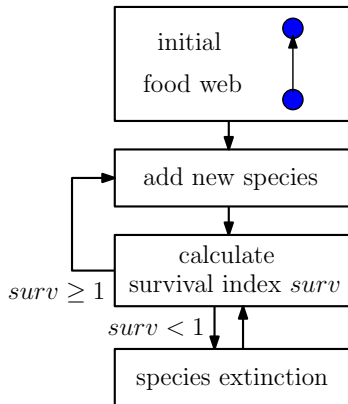 initial
food web
add new species
calculate
survival index surv
surv ≥ 1
surv < 1
species extinction